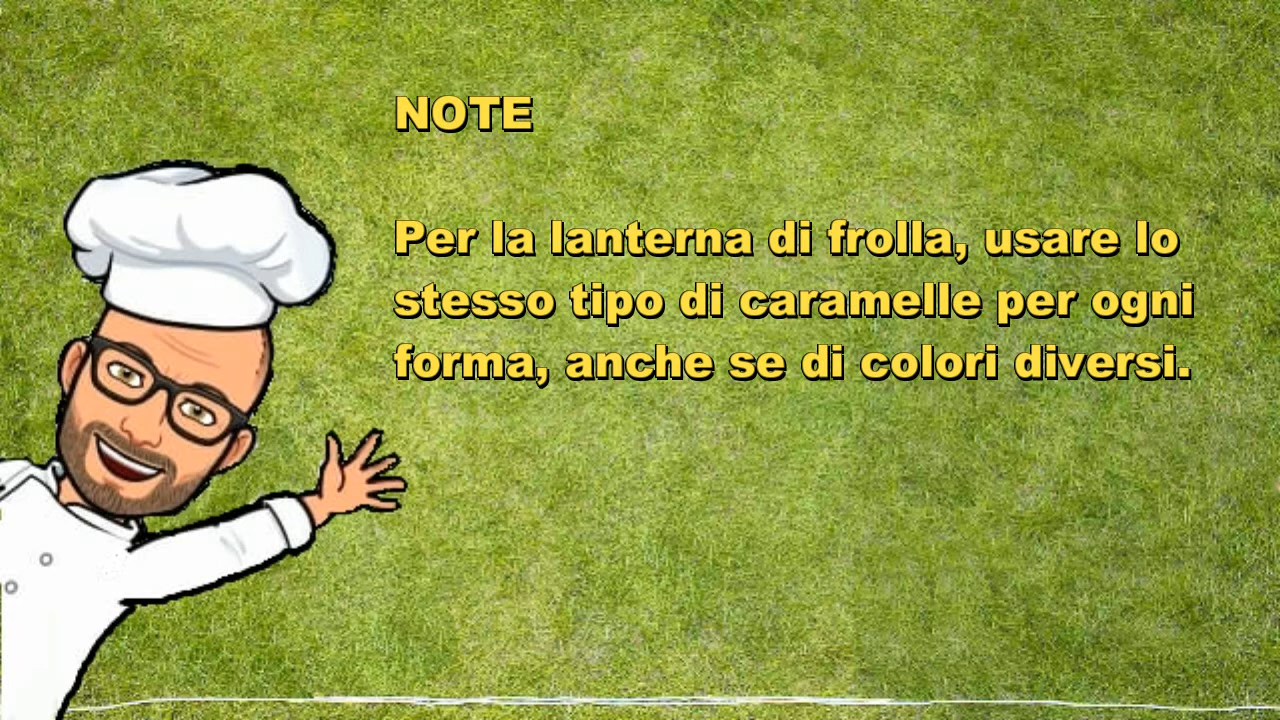 NOTE
Per la lanterna di frolla, usare lo
stesso tipo di caramelle per ogni
forma, anche se di colori diversi.